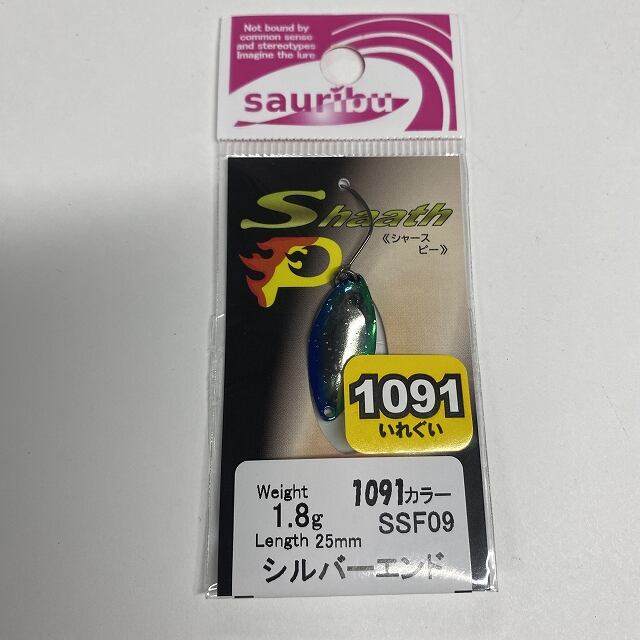 Not bound by
common sense
and stereotypes
Imagine the lure
sauribu
Shaath
《シャース
ピー》
P
1091
いれぐい
Weight
1.8g
1091カラー
SSF09
Length 25mm
シルバーエンド